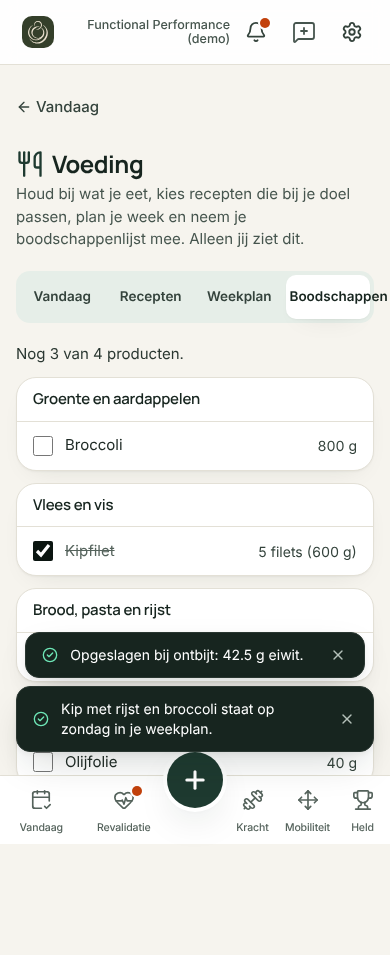 Functional Performance
(demo)
← Vandaag
Voeding
Houd bij wat je eet, kies recepten die bij je doel
passen, plan je week en neem je
boodschappenlijst mee. Alleen jij ziet dit.
Vandaag
Recepten
Weekplan
Boodschappen
Nog 3 van 4 producten.
Groente en aardappelen
Broccoli
800 g
Vlees en vis
Kipfilet
5 filets (600 g)
Brood, pasta en rijst
Opgeslagen bij ontbijt: 42.5 g eiwit.
Kip met rijst en broccoli staat op
zondag in je weekplan.
Olijfolie
40 g
Vandaag
Revalidatie
Kracht
Mobiliteit
Held